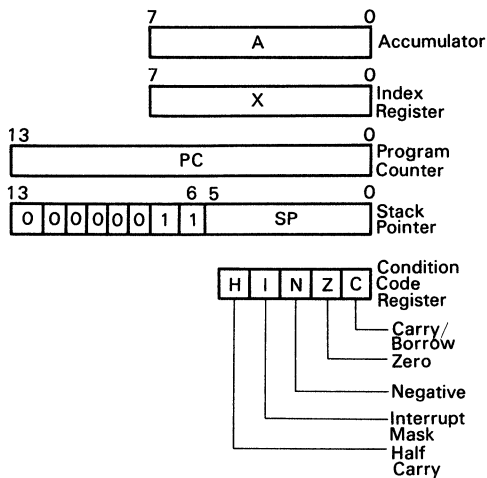 7 0
A Accumulator
7 0
X Index
Register
13 0
PC Program
Counter
13 6 5 0
0 0 0 0 0 0 1 1 SP Stack
Pointer
H I N Z C Condition
Code
Register
Carry/
Borrow
Zero
Negative
Interrupt
Mask
Half
Carry